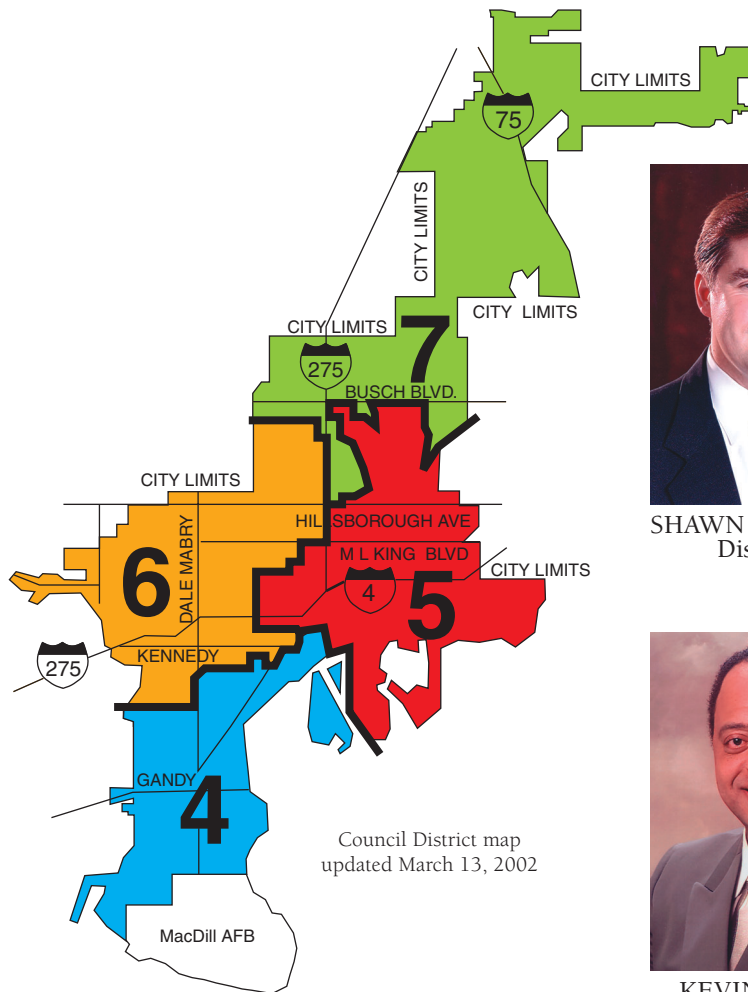 CITY LIMITS
75
CITY LIMITS
CITY LIMITS
CITY LIMITS
7
275
BUSCH BLVD.
CITY LIMITS
HILLSBOROUGH AVE
SHAWN
Dis
DALE MABRY
6
M L KING BLVD
CITY LIMITS
4
5
KENNEDY
275
GANDY
4
Council District map
updated March 13, 2002
MacDill AFB
KEVIN